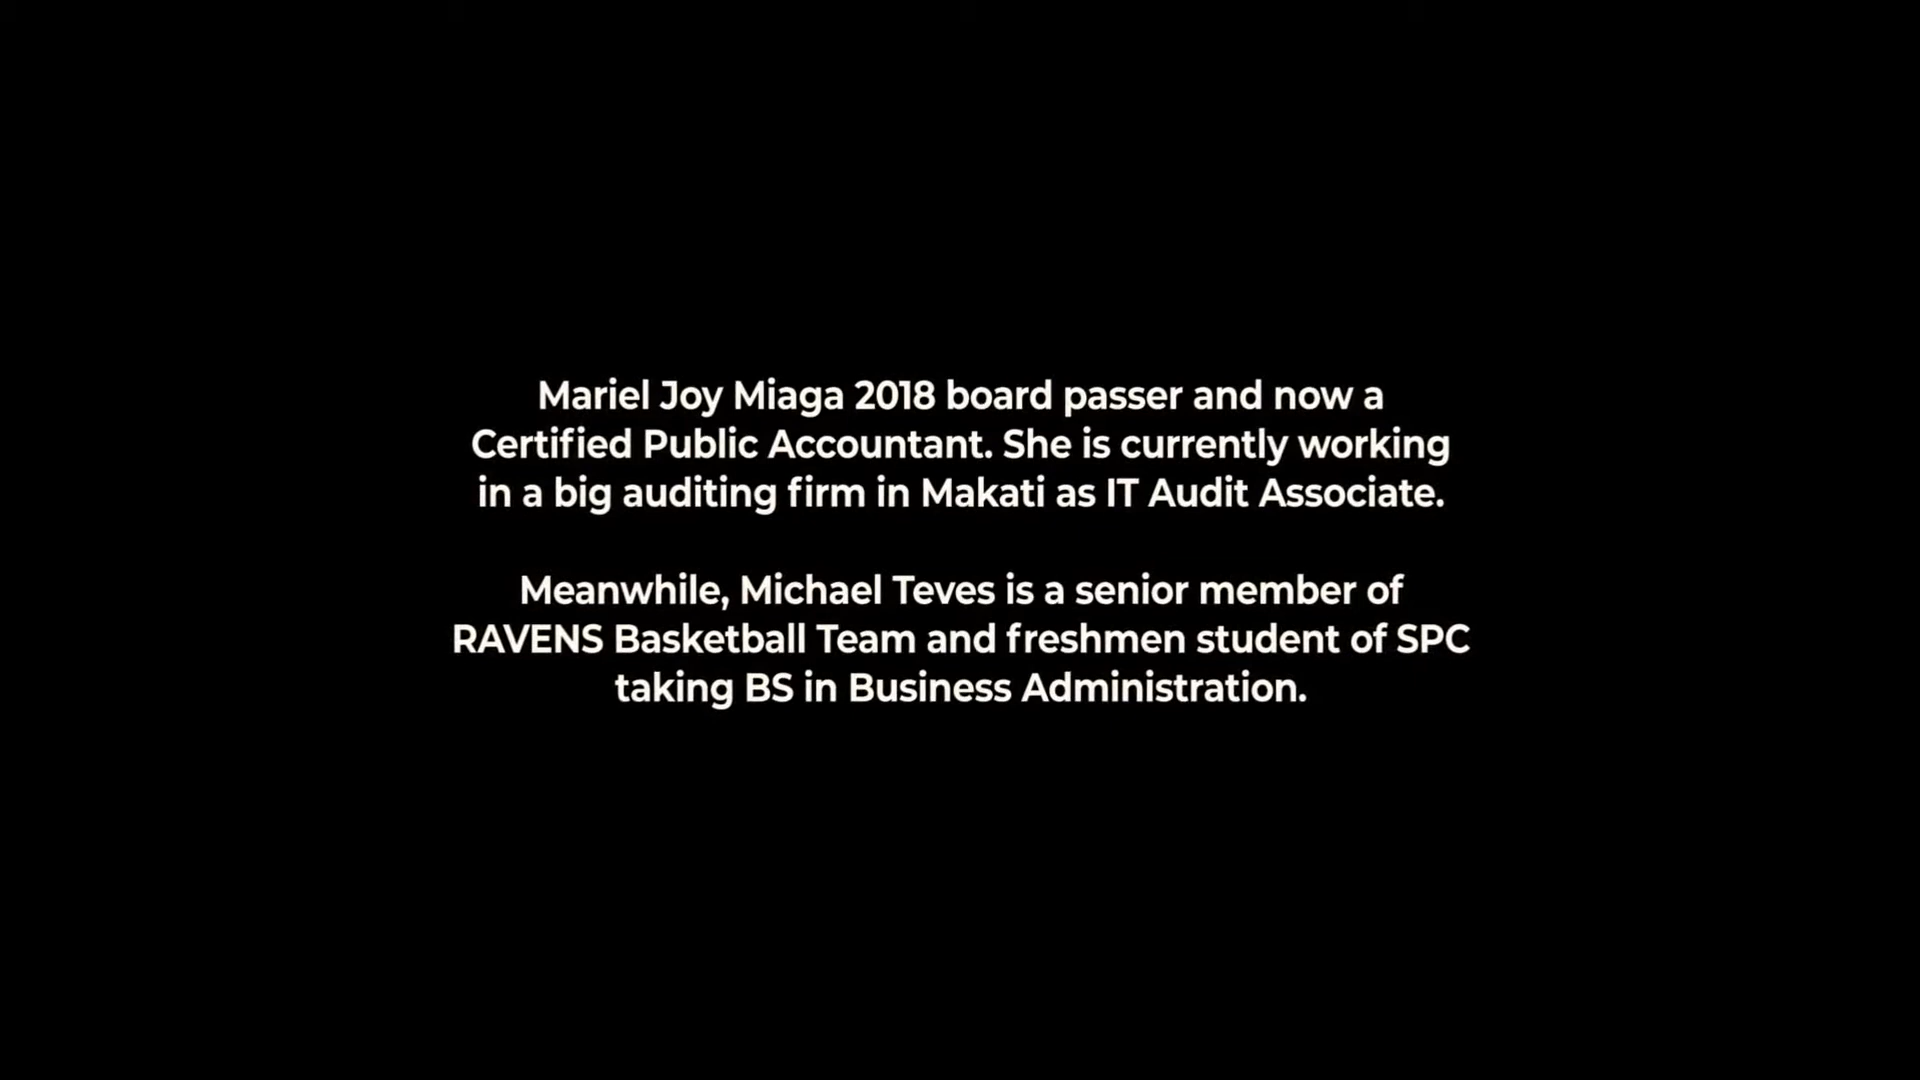 Mariel Joy Miaga 2018 board passer and now a
Certified Public Accountant. She is currently working
in a big auditing firm in Makati as IT Audit Associate.
Meanwhile, Michael Teves is a senior member of
RAVENS Basketball Team and freshmen student of SPC
taking BS in Business Administration.